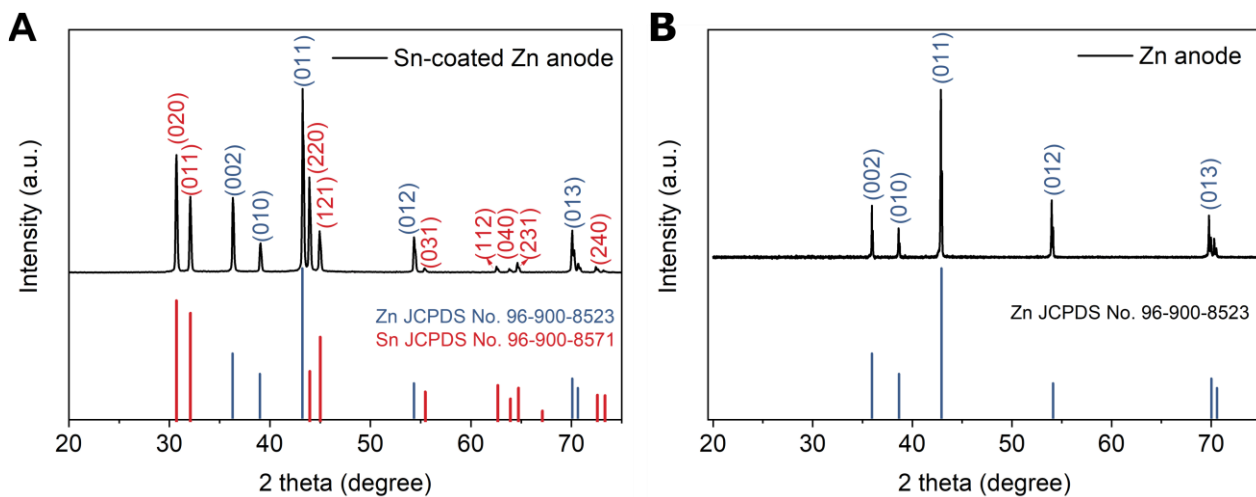 A
Sn-coated Zn anode
(020)
(011)
(002)
(010)
(011)
(220)
(121)
(012)
(031)
(112)
(040)
(231)
(013)
(240)
Zn JCPDS No. 96-900-8523
Sn JCPDS No. 96-900-8571
Intensity (a.u.)
20 30 40 50 60 70
2 theta (degree)
B
Zn anode
(002)
(010)
(011)
(012)
(013)
Zn JCPDS No. 96-900-8523
Intensity (a.u.)
20 30 40 50 60 70
2 theta (degree)